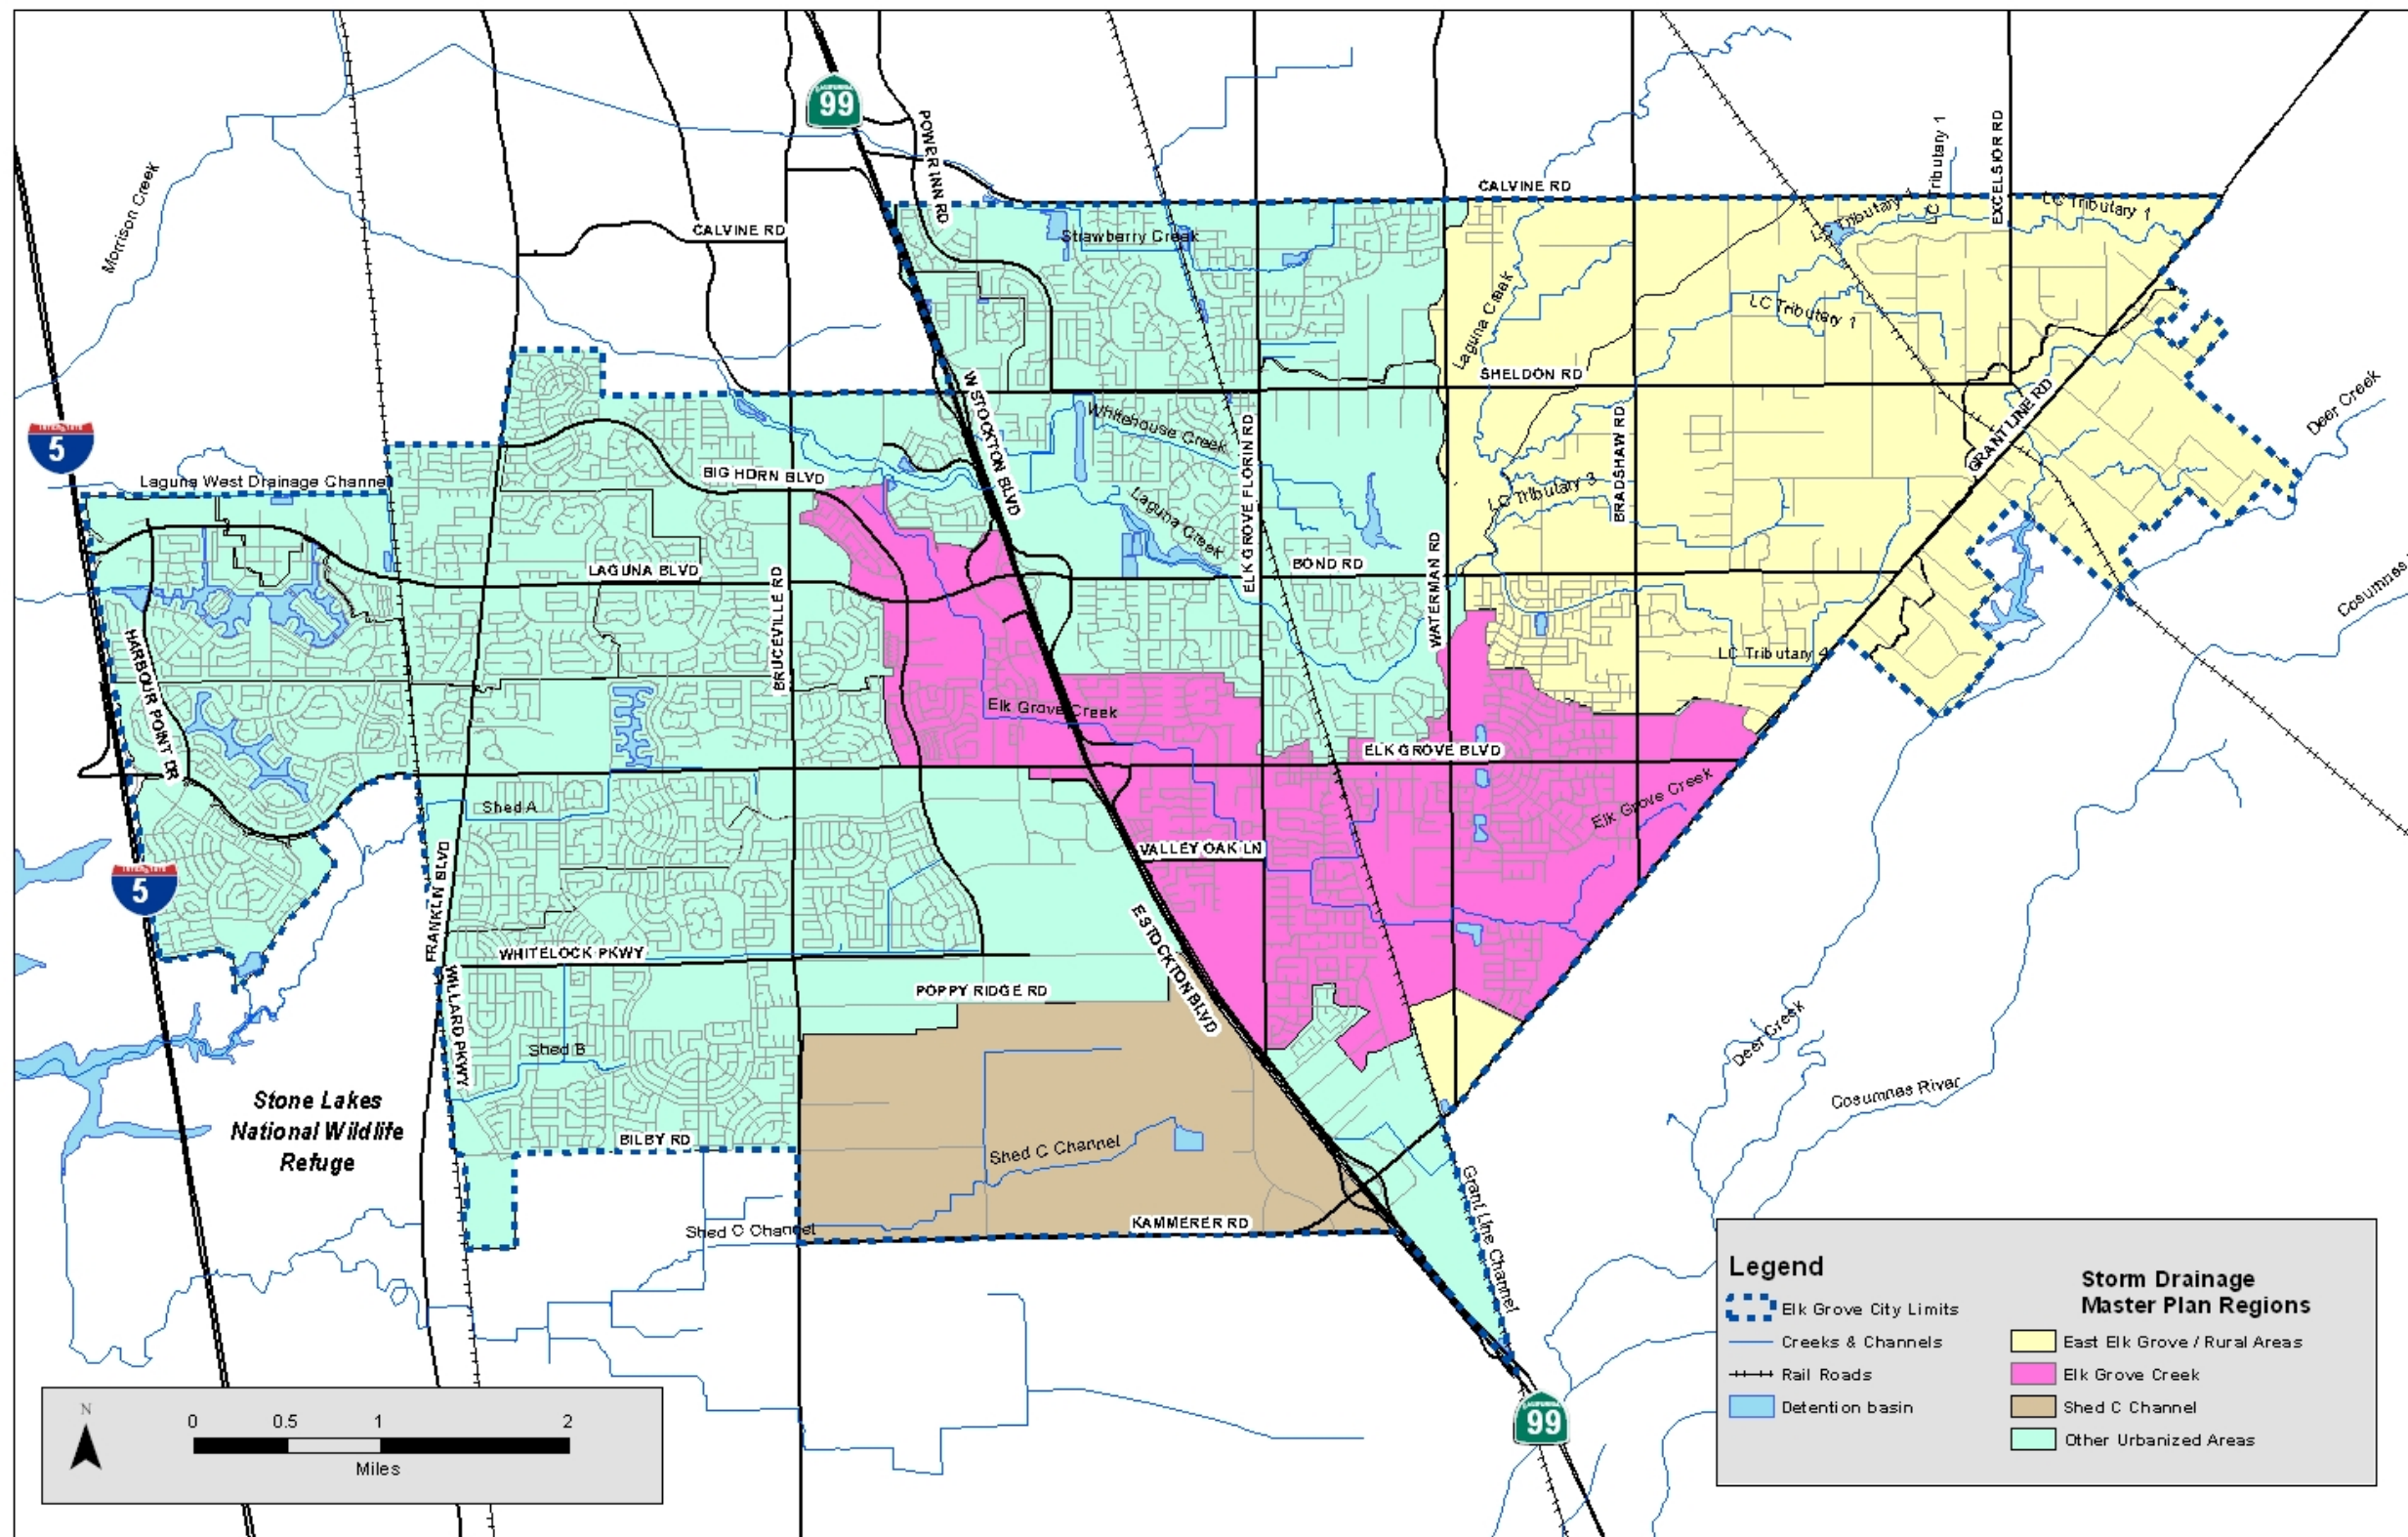 CALIFORNIA
99
POWER INN RD
LC Tributary 1
EXCELSIOR RD
CALVINE RD
LC Tributary 1
LC Tributary 1
Morrison Creek
CALVINE RD
Strawberry Creek
Laguna Creek
LC Tributary 1
SHELDON RD
W STOCKTON BLVD
Whitehouse Creek
ELK GROVE FLORIN RD
BRADSHAW RD
GRANT LINE RD
Deer Creek
INTERSTATE
5
Laguna West Drainage Channel
BIG HORN BLVD
Laguna Creek
LC Tributary 3
LAGUNA BLVD
BRUCEVILLE RD
BOND RD
WATERMAN RD
Cosumnes
HARBOUR POINT DR
LC Tributary 4
Elk Grove Creek
ELK GROVE BLVD
Shed A
Elk Grove Creek
VALLEY OAK LN
INTERSTATE
5
FRANKLIN BLVD
WHITELOCK PKWY
E STOCKTON BLVD
POPPY RIDGE RD
WILLARD PKWY
Shed B
Deer Creek
Cosumnes River
Stone Lakes
National Wildlife
Refuge
BILBY RD
Shed C Channel
Shed C Channel
KAMMERER RD
Grant Line Channel
Legend
Elk Grove City Limits
Creeks & Channels
Rail Roads
Detention basin
Storm Drainage
Master Plan Regions
East Elk Grove / Rural Areas
Elk Grove Creek
Shed C Channel
Other Urbanized Areas
CALIFORNIA
99
N
0 0.5 1 2
Miles